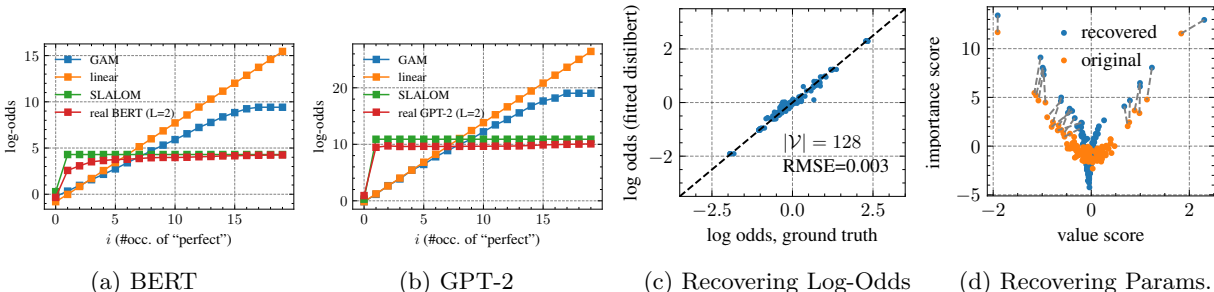 15
10
5
0
log-odds
GAM
linear
SLALOM
real BERT (L=2)
0
5
10
15
i (#occ. of “perfect”)
(a) BERT
20
10
0
log-odds
GAM
linear
SLALOM
real GPT-2 (L=2)
0
5
10
15
i (#occ. of “perfect”)
(b) GPT-2
2
0
−2
log odds (fitted distilbert)
|V| = 128
RMSE=0.003
−2.5
0.0
2.5
log odds, ground truth
(c) Recovering Log-Odds
10
5
0
−5
importance score
recovered
original
−2
0
2
value score
(d) Recovering Params.